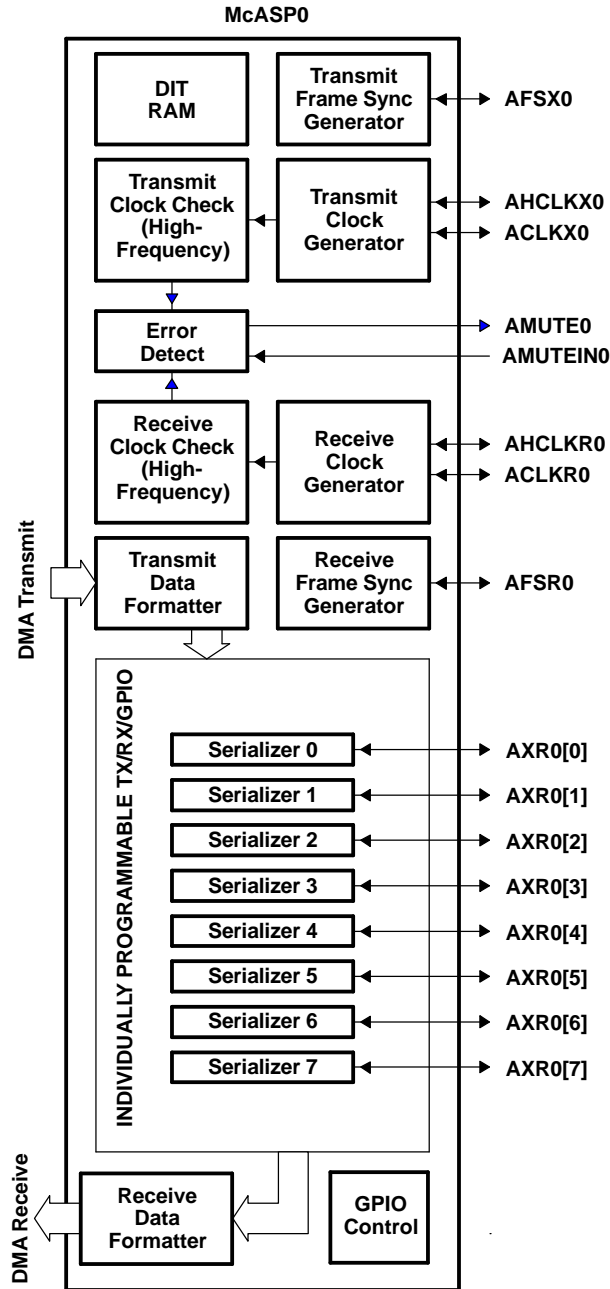 McASP0
DIT
RAM
Transmit
Frame Sync
Generator
AFSX0
Transmit
Clock Check
(High-
Frequency)
Transmit
Clock
Generator
AHCLKX0
ACLKX0
Error
Detect
AMUTE0
AMUTEIN0
Receive
Clock Check
(High-
Frequency)
Receive
Clock
Generator
AHCLKR0
ACLKR0
DMA Transmit
Transmit
Data
Formatter
Receive
Frame Sync
Generator
AFSR0
INDIVIDUALLY PROGRAMMABLE TX/RX/GPIO
Serializer 0
AXR0[0]
Serializer 1
AXR0[1]
Serializer 2
AXR0[2]
Serializer 3
AXR0[3]
Serializer 4
AXR0[4]
Serializer 5
AXR0[5]
Serializer 6
AXR0[6]
Serializer 7
AXR0[7]
DMA Receive
Receive
Data
Formatter
GPIO
Control